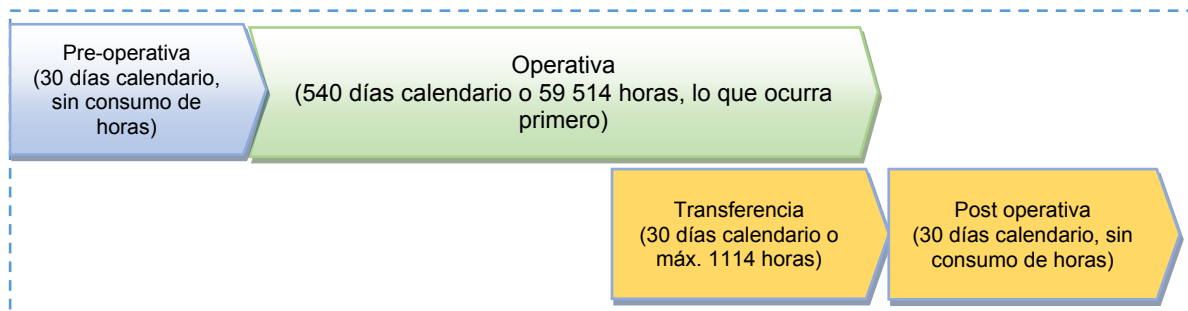 Pre-operativa
(30 días calendario,
sin consumo de
horas)
Operativa
(540 días calendario o 59 514 horas, lo que ocurra
primero)
Transferencia
(30 días calendario o
máx. 1114 horas)
Post operativa
(30 días calendario, sin
consumo de horas)